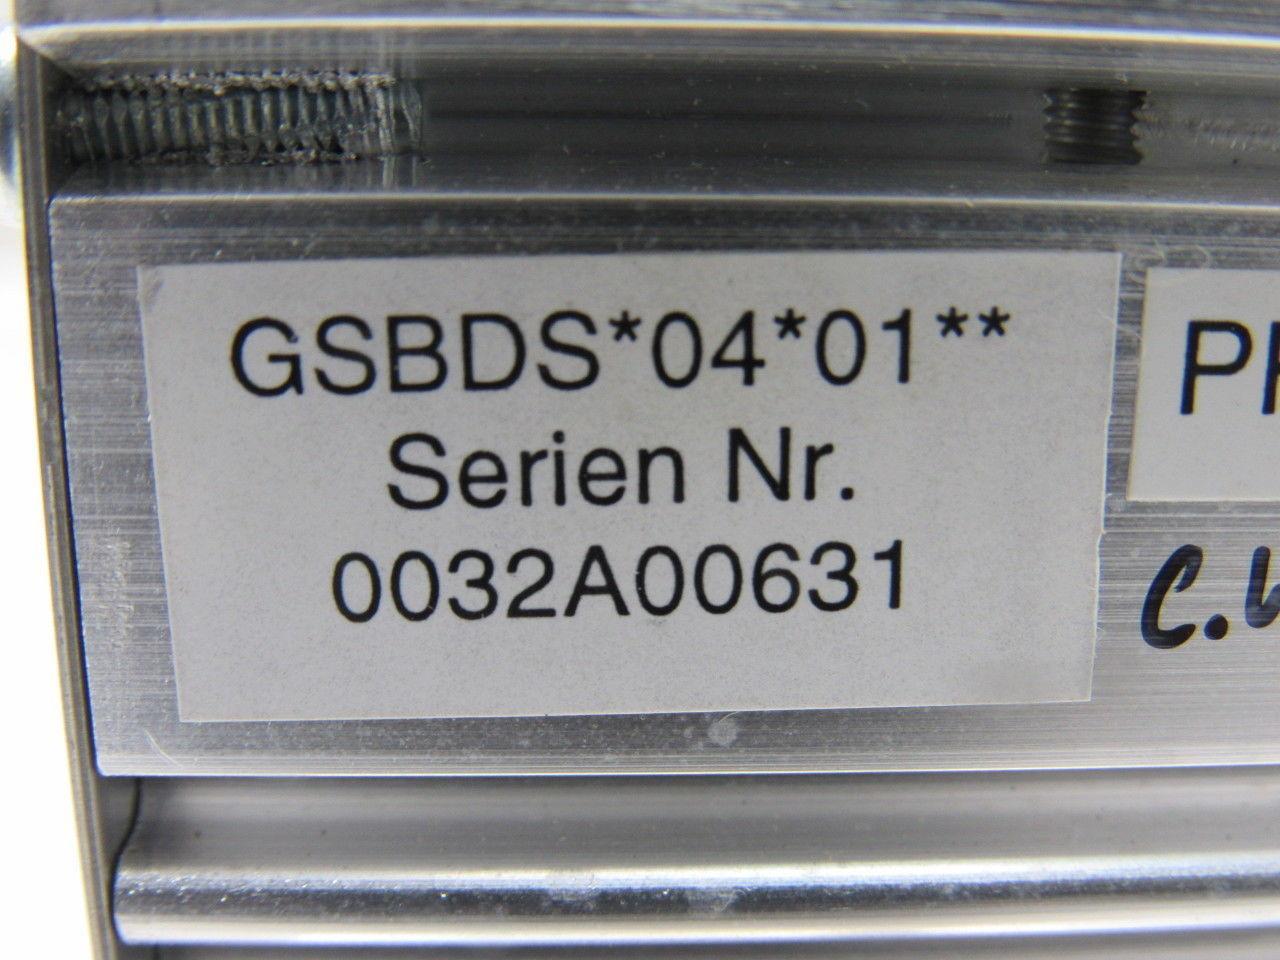 GSBDS*04*01**
Serien Nr.
0032A00631